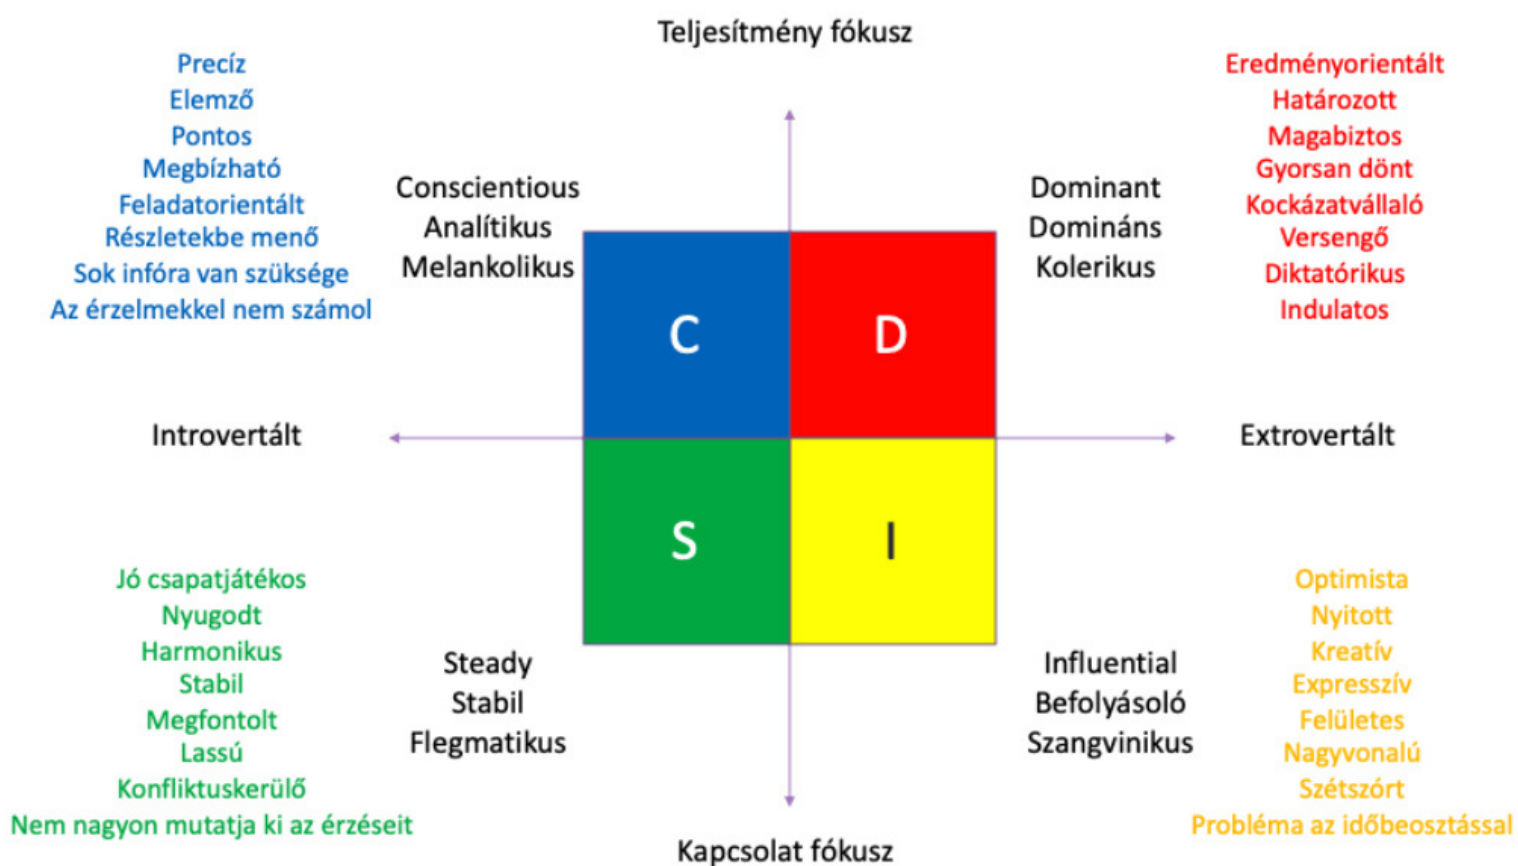 Teljesítmény fókusz
Precíz
Elemző
Pontos
Megbízható
Feladatorientált
Részletekbe menő
Sok infóra van szüksége
Az érzelmekkel nem számol
Conscientious
Analítikus
Melankolikus
Dominant
Domináns
Kolerikus
Eredményorientált
Határozott
Magabiztos
Gyorsan dönt
Kockázatvállaló
Versengő
Diktatórikus
Indulatos
C
D
Introvertált
Extrovertált
S
I
Jó csapatjátékos
Nyugodt
Harmonikus
Stabil
Megfontolt
Lassú
Konfliktuskerülő
Nem nagyon mutatja ki az érzéseit
Steady
Stabil
Flegmatikus
Influential
Befolyásoló
Szangvinikus
Optimista
Nyitott
Kreatív
Expresszív
Felületes
Nagyvonalú
Szétszórt
Probléma az időbeosztással
Kapcsolat fókusz